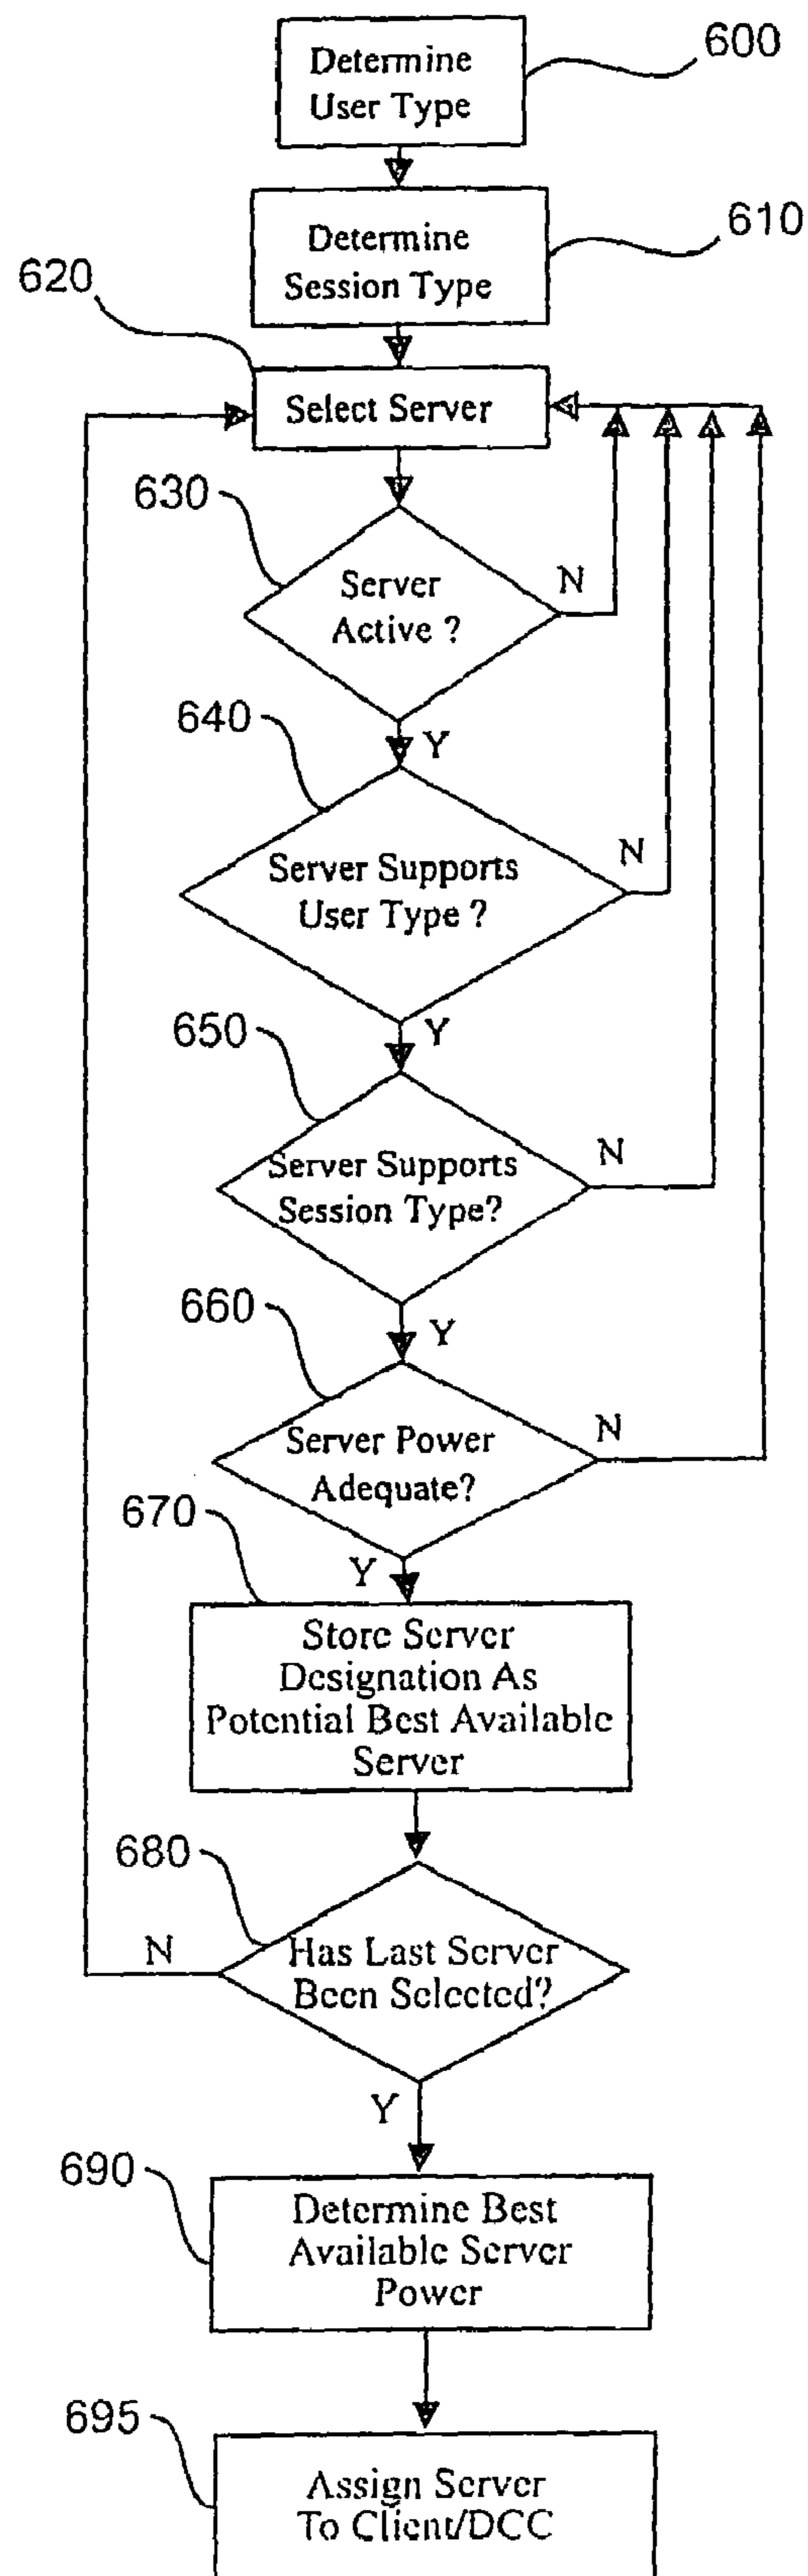 Determine
User Type
600
Determine
Session Type
610
620
Select Server
630
Server
Active ?
N
Y
640
Server Supports
User Type ?
N
Y
650
Server Supports
Session Type?
N
Y
660
Server Power
Adequate?
N
Y
670
Store Server
Designation As
Potential Best Available
Server
680
Has Last Server
Been Selected?
N
Y
690
Determine Best
Available Server
Power
695
Assign Server
To Client/DCC